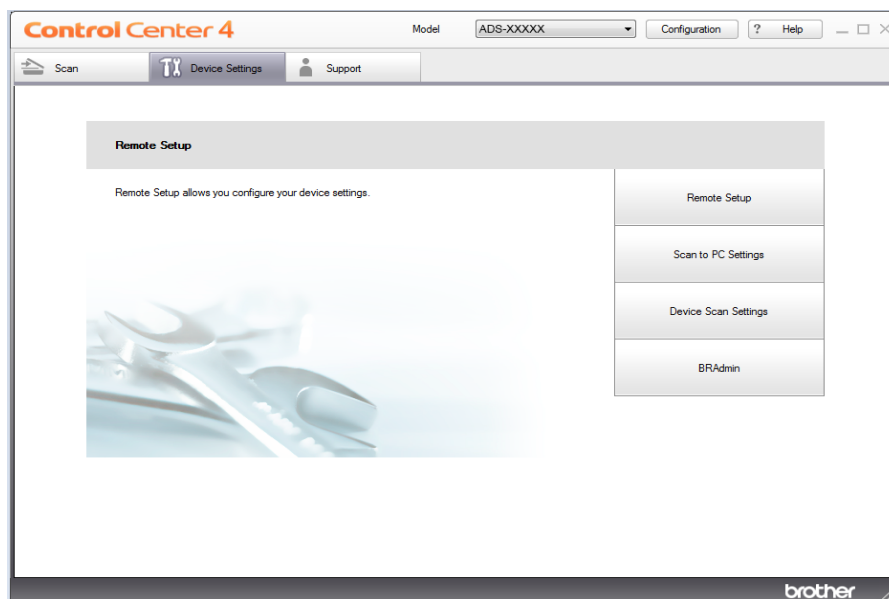 Control Center 4
Model
ADS-XXXXX
Configuration
? Help
Scan
Device Settings
Support
Remote Setup
Remote Setup allows you configure your device settings.
Remote Setup
Scan to PC Settings
Device Scan Settings
BRAdmin
brother